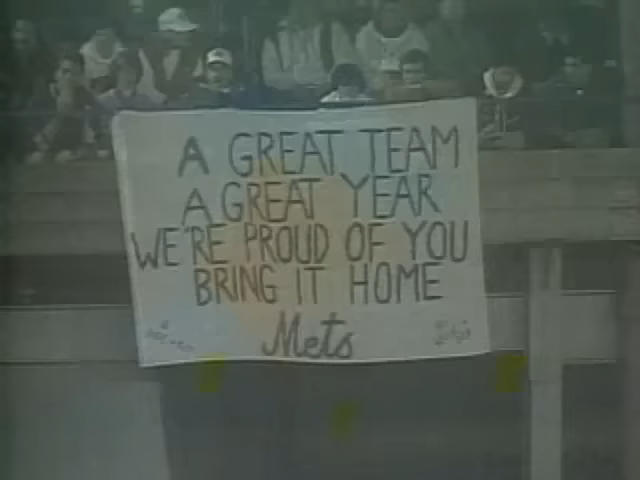 A GREAT TEAM
A GREAT YEAR
WE'RE PROUD OF YOU
BRING IT HOME
Mets